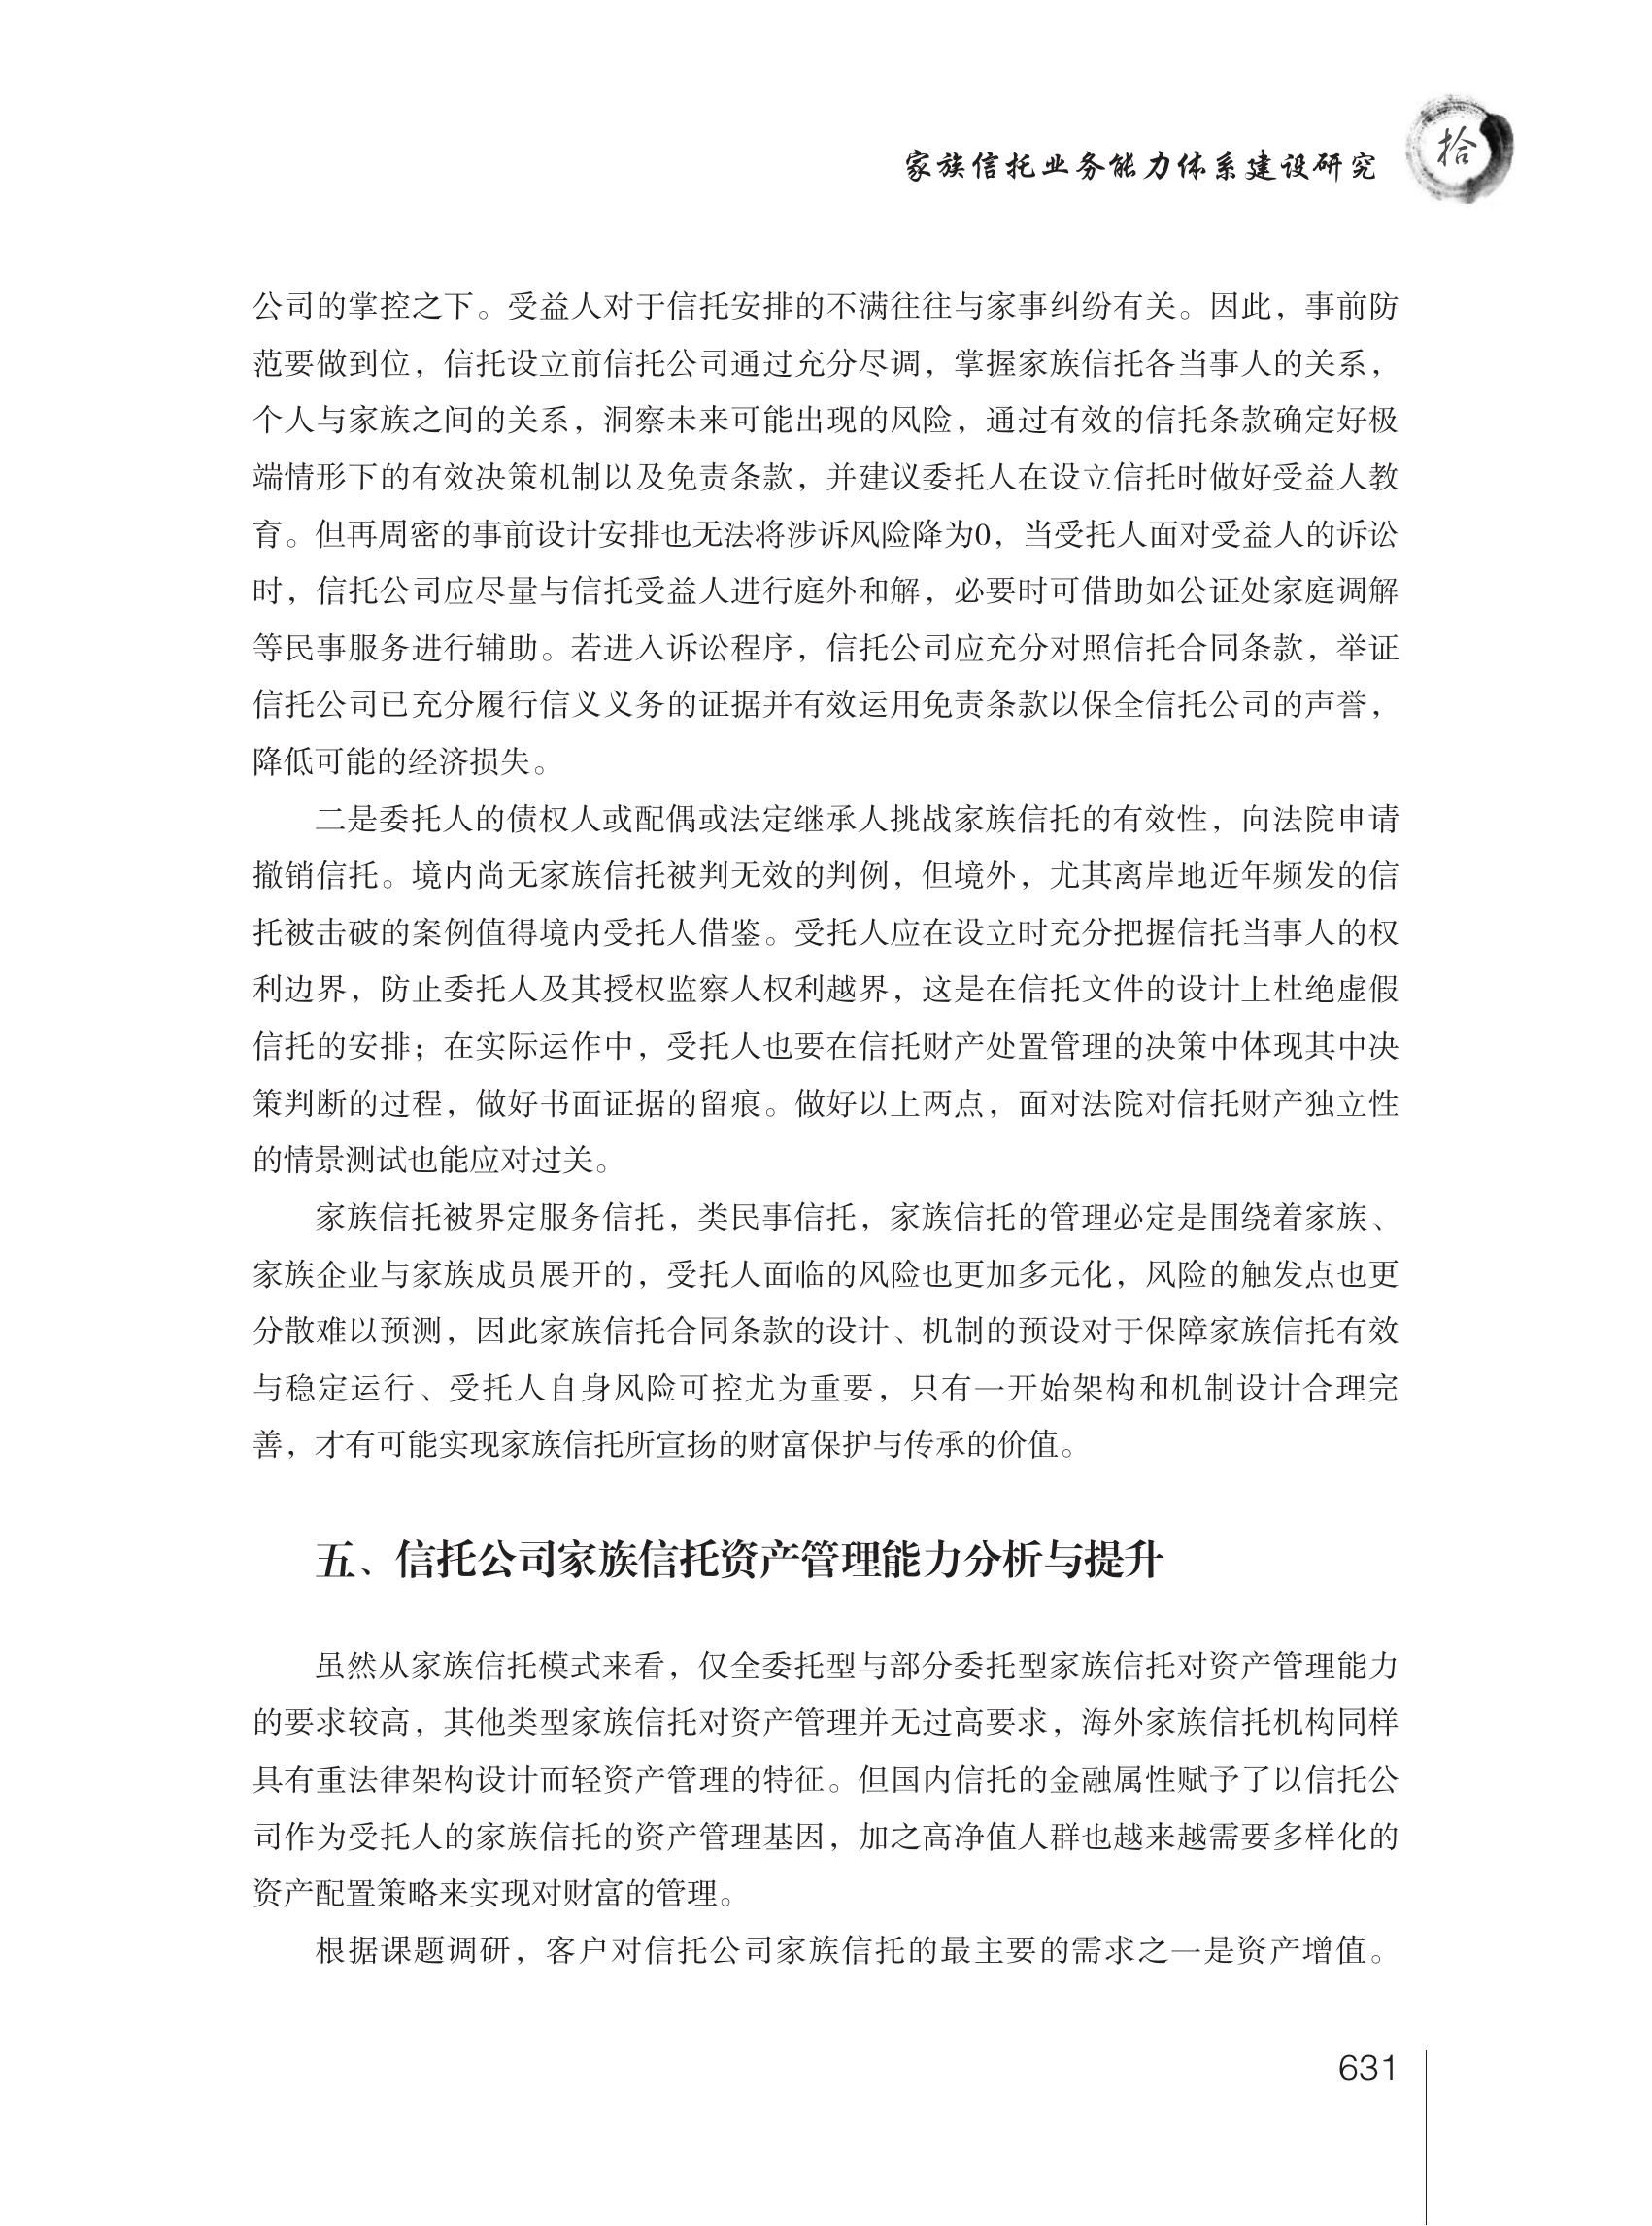 家族信托业务能力体系建设研究
拾
公司的掌控之下。受益人对于信托安排的不满往往与家事纠纷有关。因此，事前防
范要做到位，信托设立前信托公司通过充分尽调，掌握家族信托各当事人的关系，
个人与家族之间的关系，洞察未来可能出现的风险，通过有效的信托条款确定好极
端情形下的有效决策机制以及免责条款，并建议委托人在设立信托时做好受益人教
育。但再周密的事前设计安排也无法将涉诉风险降为0，当受托人面对受益人的诉讼
时，信托公司应尽量与信托受益人进行庭外和解，必要时可借助如公证处家庭调解
等民事服务进行辅助。若进入诉讼程序，信托公司应充分对照信托合同条款，举证
信托公司已充分履行信义义务的证据并有效运用免责条款以保全信托公司的声誉，
降低可能的经济损失。
二是委托人的债权人或配偶或法定继承人挑战家族信托的有效性，向法院申请
撤销信托。境内尚无家族信托被判无效的判例，但境外，尤其离岸地近年频发的信
托被击破的案例值得境内受托人借鉴。受托人应在设立时充分把握信托当事人的权
利边界，防止委托人及其授权监察人权利越界，这是在信托文件的设计上杜绝虚假
信托的安排；在实际运作中，受托人也要在信托财产处置管理的决策中体现其中决
策判断的过程，做好书面证据的留痕。做好以上两点，面对法院对信托财产独立性
的情景测试也能应对过关。
家族信托被界定服务信托，类民事信托，家族信托的管理必定是围绕着家族、
家族企业与家族成员展开的，受托人面临的风险也更加多元化，风险的触发点也更
分散难以预测，因此家族信托合同条款的设计、机制的预设对于保障家族信托有效
与稳定运行、受托人自身风险可控尤为重要，只有一开始架构和机制设计合理完
善，才有可能实现家族信托所宣扬的财富保护与传承的价值。
五、信托公司家族信托资产管理能力分析与提升
虽然从家族信托模式来看，仅全委托型与部分委托型家族信托对资产管理能力
的要求较高，其他类型家族信托对资产管理并无过高要求，海外家族信托机构同样
具有重法律架构设计而轻资产管理的特征。但国内信托的金融属性赋予了以信托公
司作为受托人的家族信托的资产管理基因，加之高净值人群也越来越需要多样化的
资产配置策略来实现对财富的管理。
根据课题调研，客户对信托公司家族信托的最主要的需求之一是资产增值。
631